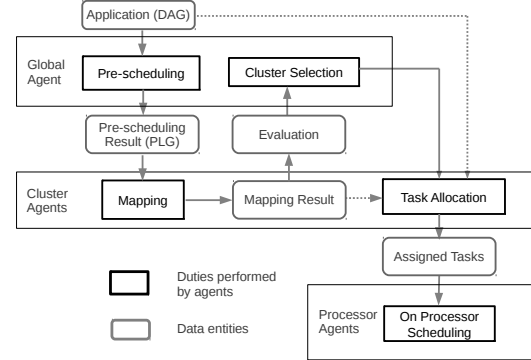 Application (DAG)
Global
Agent
Pre-scheduling
Cluster Selection
Pre-scheduling
Result (PLG)
Evaluation
Cluster
Agents
Mapping
Mapping Result
Task Allocation
Assigned Tasks
Duties performed
by agents
Data entities
Processor
Agents
On Processor
Scheduling